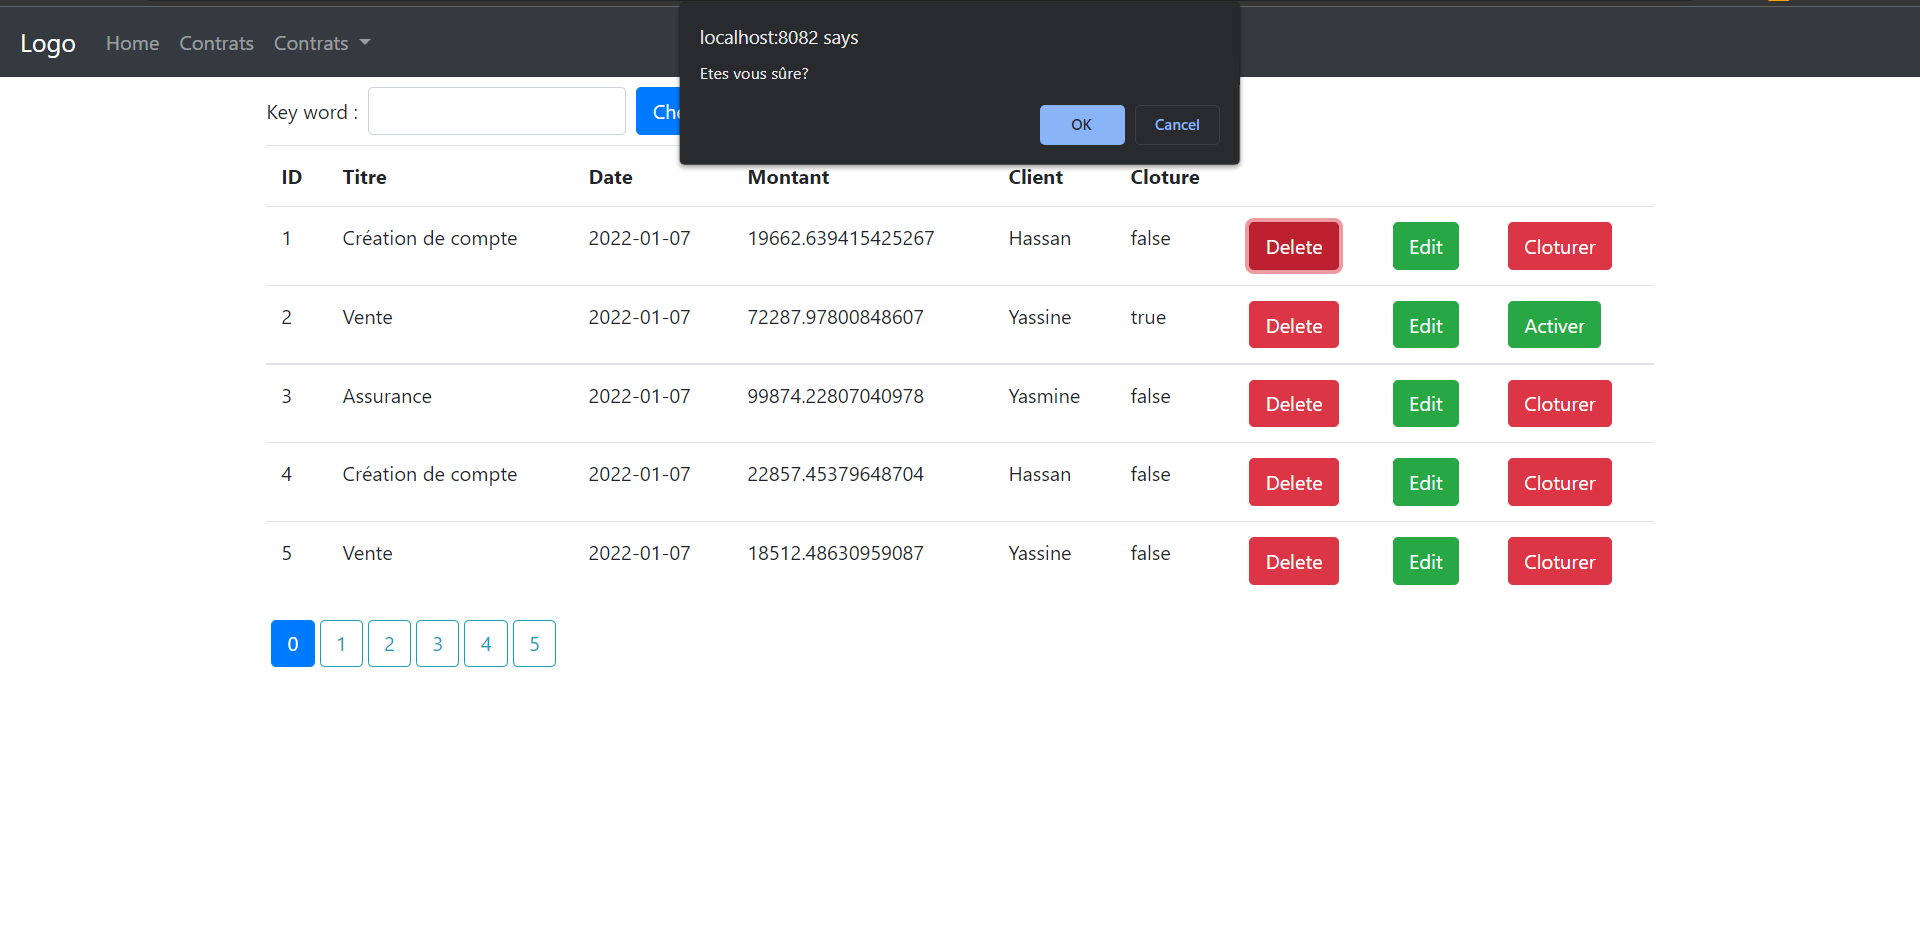 Logo Home Contrats Contrats
localhost:8082 says
Etes vous sûre?
OK Cancel
Key word :
ID Titre Date Montant Client Cloture
1 Création de compte 2022-01-07 19662.639415425267 Hassan false Delete Edit Cloturer
2 Vente 2022-01-07 72287.97800848607 Yassine true Delete Edit Activer
3 Assurance 2022-01-07 99874.22807040978 Yasmine false Delete Edit Cloturer
4 Création de compte 2022-01-07 22857.45379648704 Hassan false Delete Edit Cloturer
5 Vente 2022-01-07 18512.48630959087 Yassine false Delete Edit Cloturer
0 1 2 3 4 5